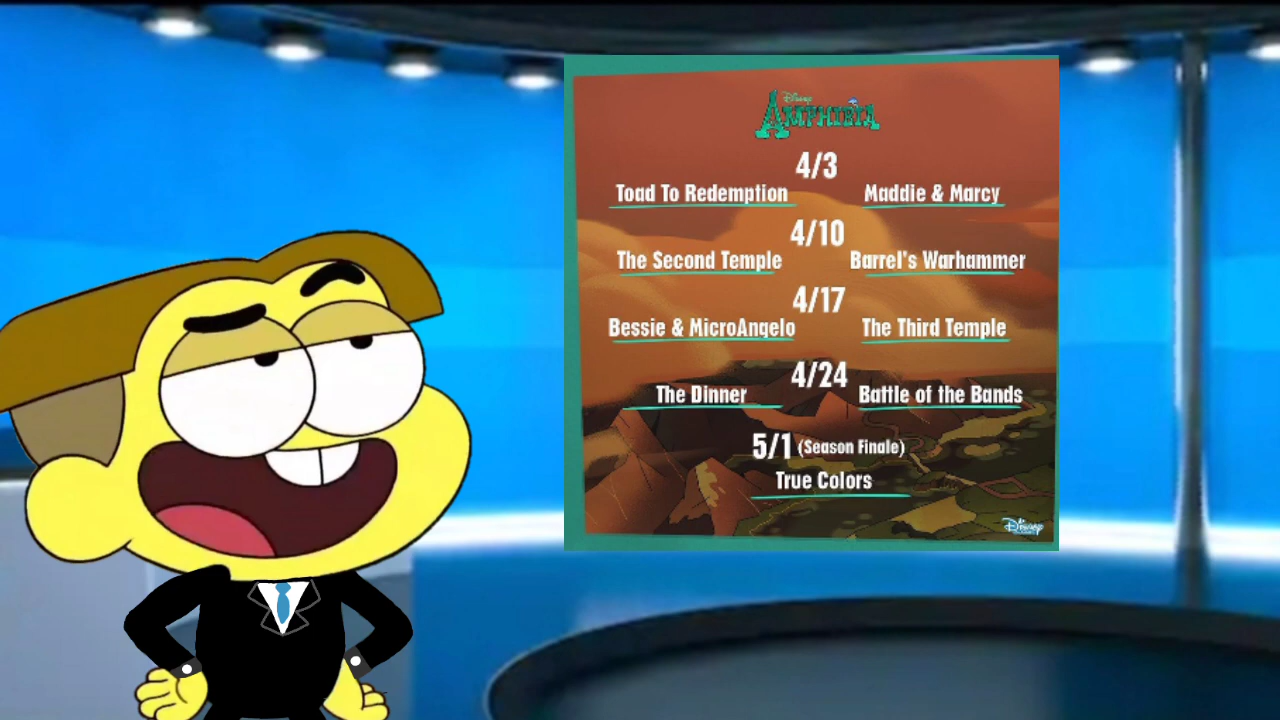 Disney
AMPHIBIA
4/3
Toad To Redemption Maddie & Marcy
4/10
The Second Temple Barrel's Warhammer
4/17
Bessie & MicroAngelo The Third Temple
4/24
The Dinner Battle of the Bands
5/1 (Season Finale)
True Colors
Disney